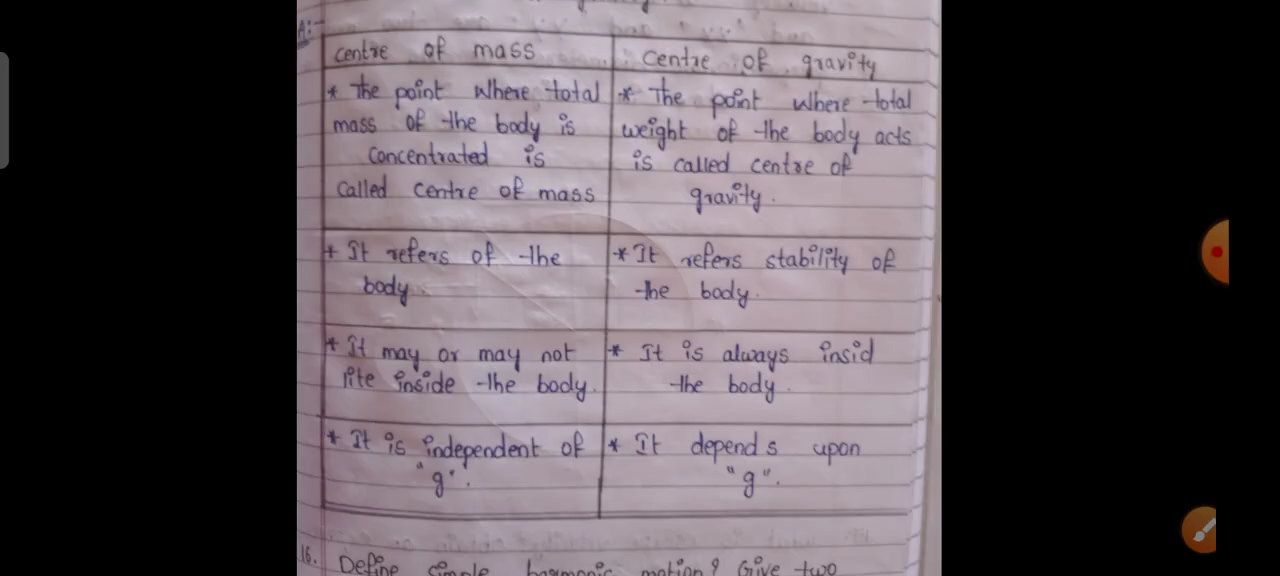 A:-
centre of mass
centre of gravity
* The point where total
mass of the body is
concentrated is
called centre of mass
* The point where total
weight of the body acts
is called centre of
gravity.
* It refers of the
body.
* It refers stability of
the body.
* It may or may not
lite inside the body.
* It is always insid
the body.
* It is independent of
"g".
* It depends upon
"g".
16. Define simple harmonic motion? Give two